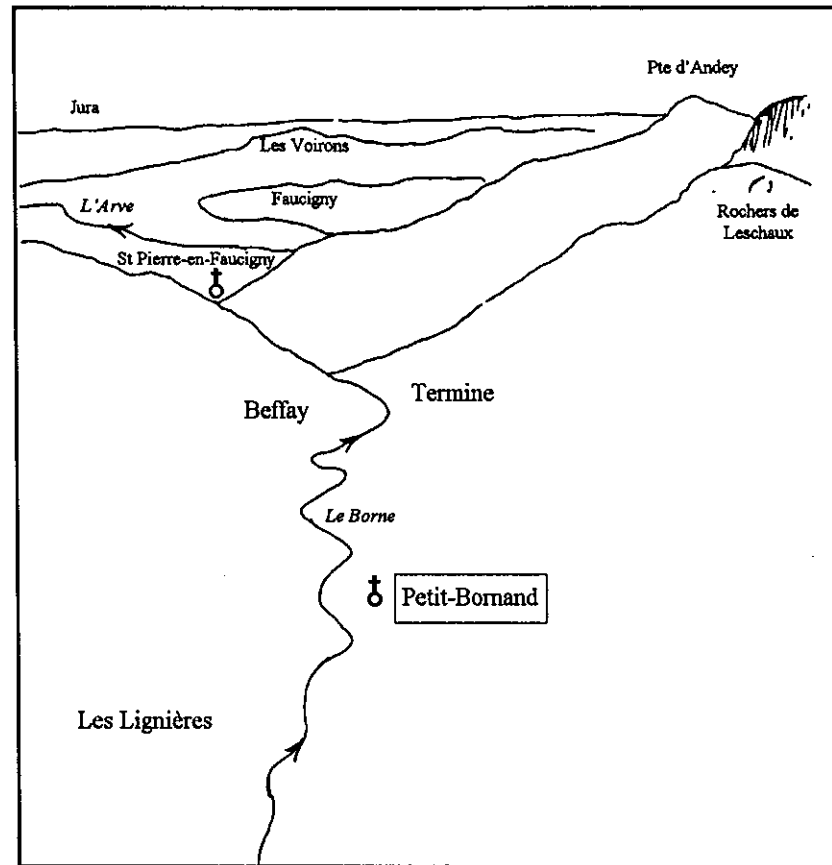 Pte d'Andey
Jura
Les Voirons
L'Arve
Faucigny
Rochers de
Leschaux
St Pierre-en-Faucigny
Termine
Beffay
Le Borne
Petit-Bornand
Les Lignières